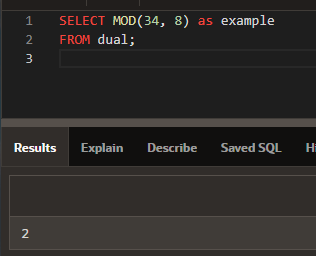 1 SELECT MOD(34, 8) as example
2 FROM dual;
3
Results Explain Describe Saved SQL Hi
2